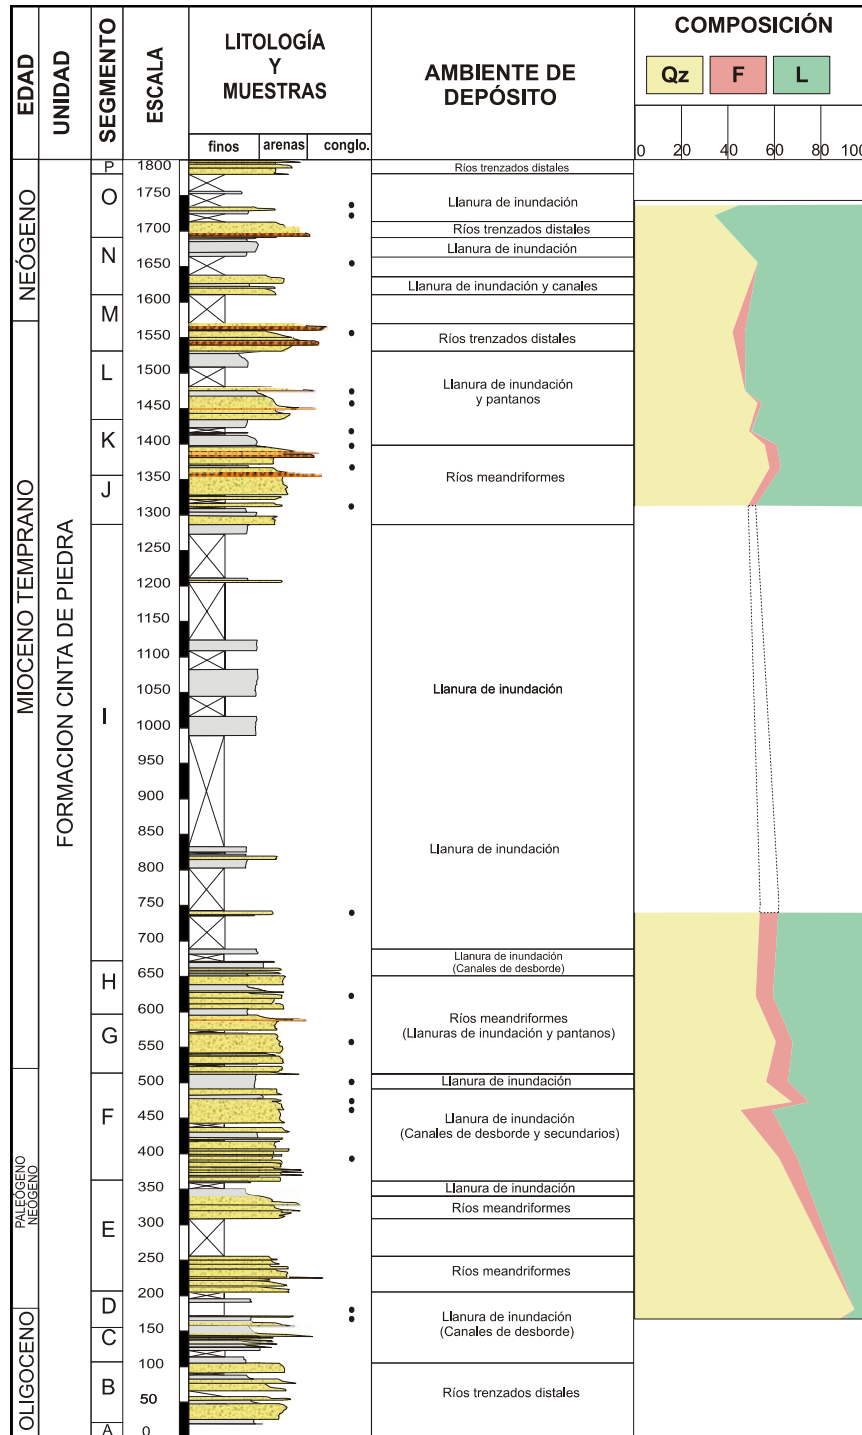 EDAD
UNIDAD
SEGMENTO
ESCALA
LITOLOGÍA
Y
MUESTRAS
finos
arenas
conglo.
AMBIENTE DE
DEPÓSITO
COMPOSICIÓN
Qz
F
L
0 20 40 60 80 100
NEÓGENO
MIOCENO TEMPRANO
PALEÓGENO
NEÓGENO
OLIGOCENO
FORMACION CINTA DE PIEDRA
P
O
N
M
L
K
J
I
H
G
F
E
D
C
B
A
1800
1750
1700
1650
1600
1550
1500
1450
1400
1350
1300
1250
1200
1150
1100
1050
1000
950
900
850
800
750
700
650
600
550
500
450
400
350
300
250
200
150
100
50
0
Ríos trenzados distales
Llanura de inundación
Ríos trenzados distales
Llanura de inundación
Llanura de inundación y canales
Ríos trenzados distales
Llanura de inundación
y pantanos
Ríos meandriformes
Llanura de inundación
Llanura de inundación
Llanura de inundación
(Canales de desborde)
Ríos meandriformes
(Llanuras de inundación y pantanos)
Llanura de inundación
Llanura de inundación
(Canales de desborde y secundarios)
Llanura de inundación
Ríos meandriformes
Ríos meandriformes
Llanura de inundación
(Canales de desborde)
Ríos trenzados distales